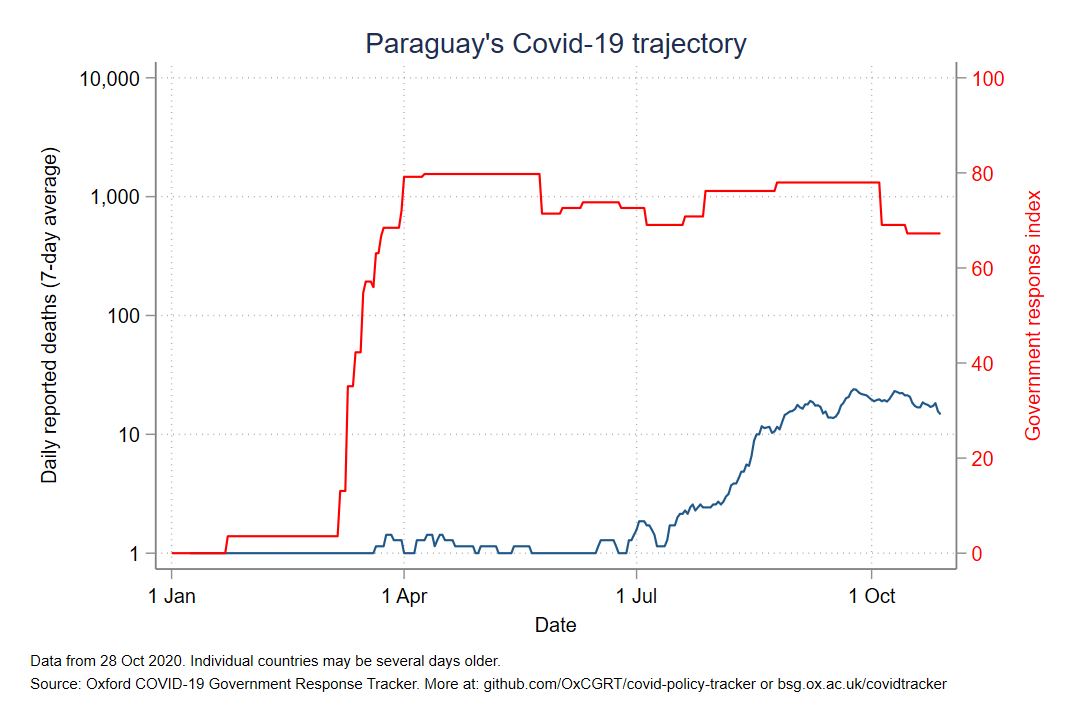 Paraguay's Covid-19 trajectory
10,000
1,000
100
10
1
Daily reported deaths (7-day average)
100
80
60
40
20
0
Government response index
1 Jan
1 Apr
1 Jul
1 Oct
Date
Data from 28 Oct 2020. Individual countries may be several days older.
Source: Oxford COVID-19 Government Response Tracker. More at: github.com/OxCGRT/covid-policy-tracker or bsg.ox.ac.uk/covidtracker